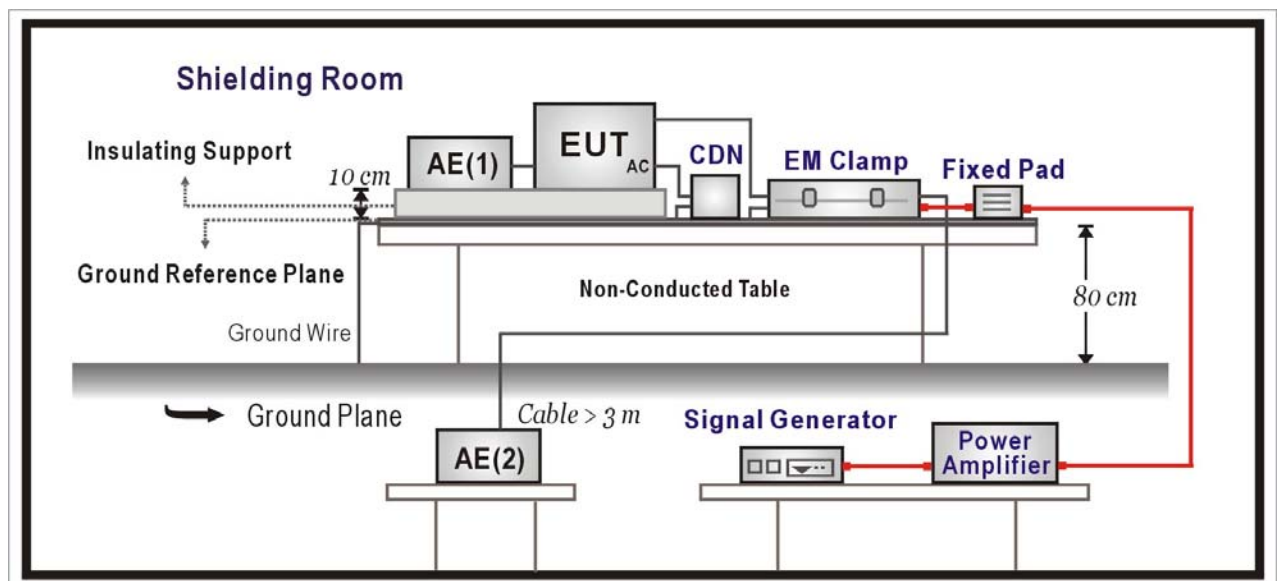 Shielding Room
Insulating Support
10 cm
AE(1)
EUT
AC
CDN
EM Clamp
Fixed Pad
Ground Reference Plane
Non-Conducted Table
80 cm
Ground Wire
Ground Plane
Cable > 3 m
Signal Generator
AE(2)
Power
Amplifier